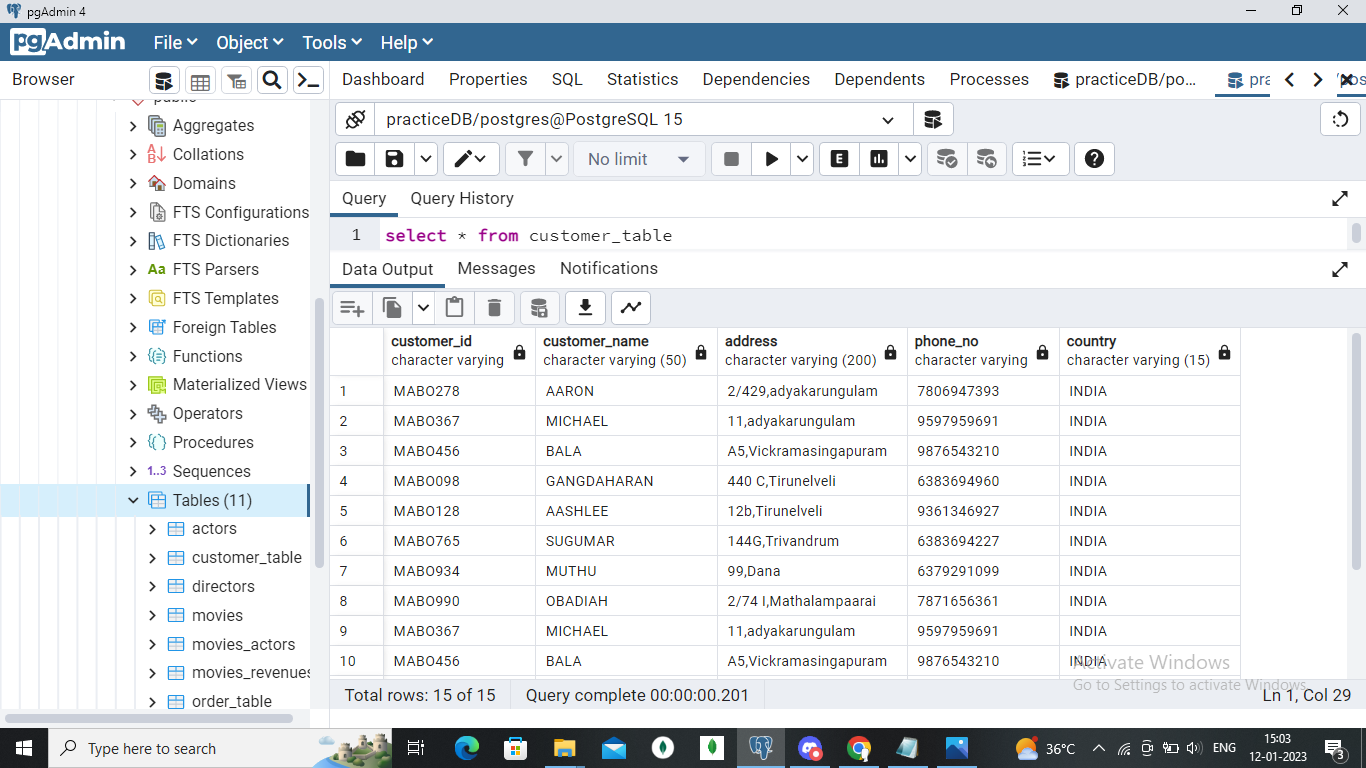 pgAdmin 4
pgAdmin File Object Tools Help
Browser
Dashboard Properties SQL Statistics Dependencies Dependents Processes practiceDB/po...
public
Aggregates
Collations
Domains
FTS Configurations
FTS Dictionaries
Aa FTS Parsers
FTS Templates
Foreign Tables
Functions
Materialized Views
Operators
Procedures
1..3 Sequences
Tables (11)
actors
customer_table
directors
movies
movies_actors
movies_revenues
order_table
practiceDB/postgres@PostgreSQL 15
No limit
E
Query Query History
1 select * from customer_table
Data Output Messages Notifications
customer_id customer_name address phone_no country
character varying character varying (50) character varying (200) character varying character varying (15)
1 MABO278 AARON 2/429,adyakarungulam 7806947393 INDIA
2 MABO367 MICHAEL 11,adyakarungulam 9597959691 INDIA
3 MABO456 BALA A5,Vickramasingapuram 9876543210 INDIA
4 MABO098 GANGDAHARAN 440 C,Tirunelveli 6383694960 INDIA
5 MABO128 AASHLEE 12b,Tirunelveli 9361346927 INDIA
6 MABO765 SUGUMAR 144G,Trivandrum 6383694227 INDIA
7 MABO934 MUTHU 99,Dana 6379291099 INDIA
8 MABO990 OBADIAH 2/74 I,Mathalampaarai 7871656361 INDIA
9 MABO367 MICHAEL 11,adyakarungulam 9597959691 INDIA
10 MABO456 BALA A5,Vickramasingapuram 9876543210 INDIA
Activate Windows
Go to Settings to activate Windows.
Total rows: 15 of 15 Query complete 00:00:00.201 Ln 1, Col 29
Type here to search
36°C ENG
15:03
12-01-2023
3